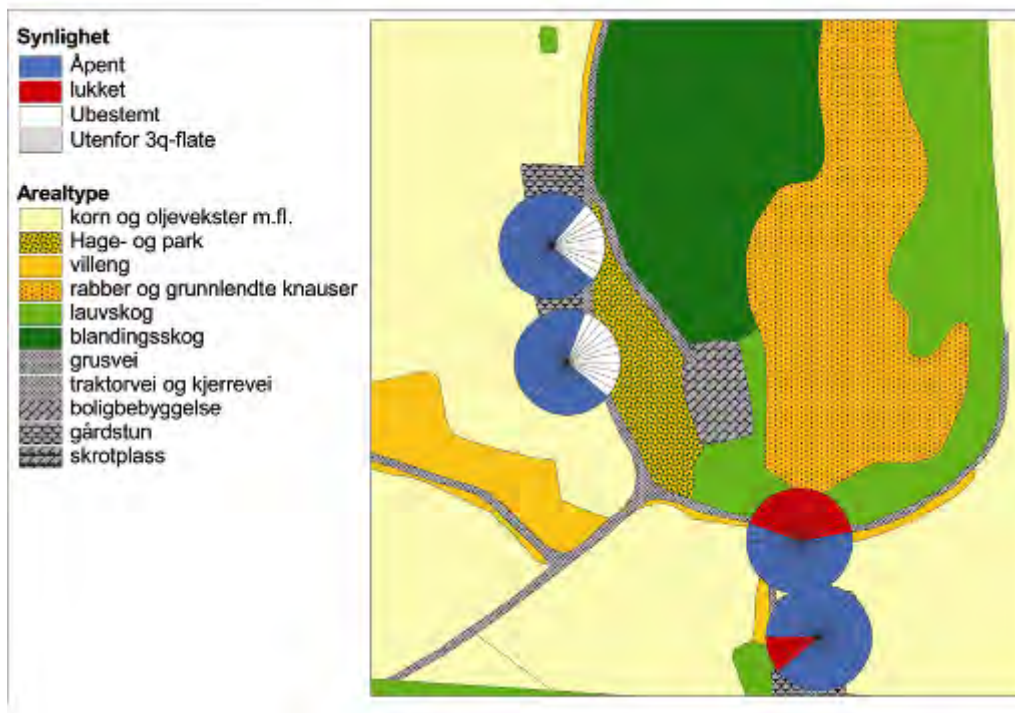 Synlighet
Åpent
lukket
Ubestemt
Utenfor 3q-flate
Arealtype
korn og oljevekster m.fl.
Hage- og park
villeng
rabber og grunnlendte knauser
lauvskog
blandingsskog
grusvei
traktorvei og kjerrevei
boligbebyggelse
gårdstun
skrotplass